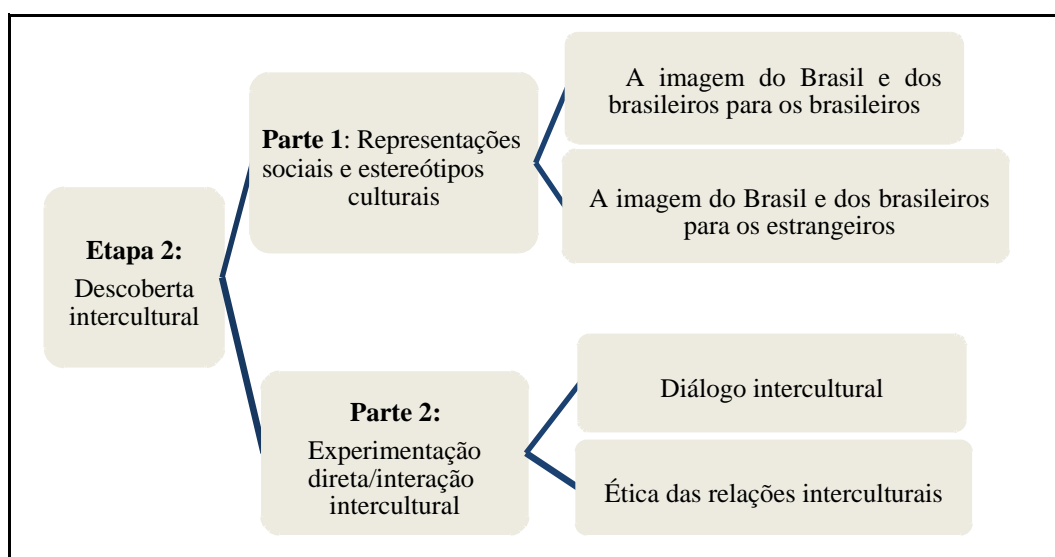 Etapa 2:
Descoberta
intercultural
Parte 1: Representações
sociais e estereótipos
culturais
A imagem do Brasil e dos
brasileiros para os brasileiros
A imagem do Brasil e dos brasileiros
para os estrangeiros
Parte 2:
Experimentação
direta/interação
intercultural
Diálogo intercultural
Ética das relações interculturais